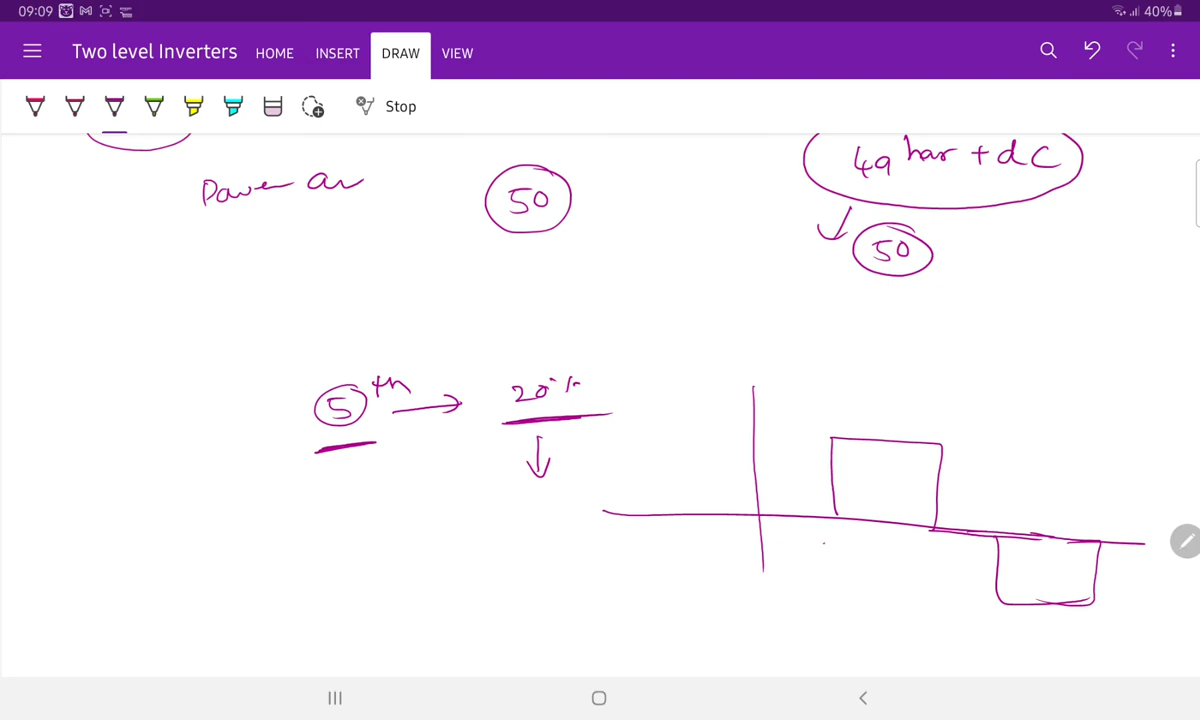 09:09
40%
Two level Inverters HOME INSERT DRAW VIEW
Stop
49 har + dc
Power
50
50
5th → 20%